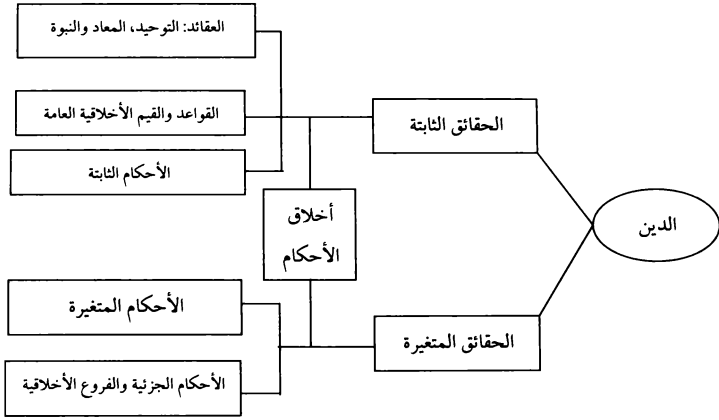 الدين
الحقائق الثابتة
العقائد: التوحيد، المعاد والنبوة
القواعد والقيم الأخلاقية العامة
الأحكام الثابتة
أخلاق
الأحكام
الحقائق المتغيرة
الأحكام المتغيرة
الأحكام الجزئية والفروع الأخلاقية